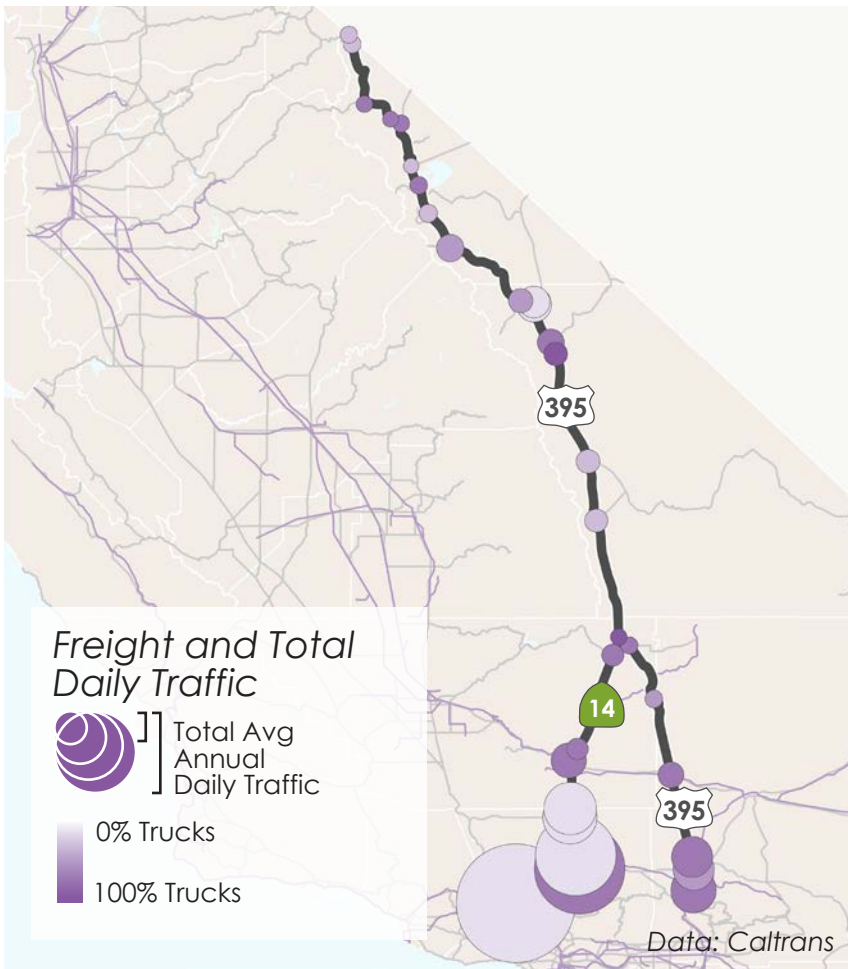 395
Freight and Total
Daily Traffic
Total Avg
Annual
Daily Traffic
0% Trucks
100% Trucks
14
395
Data: Caltrans